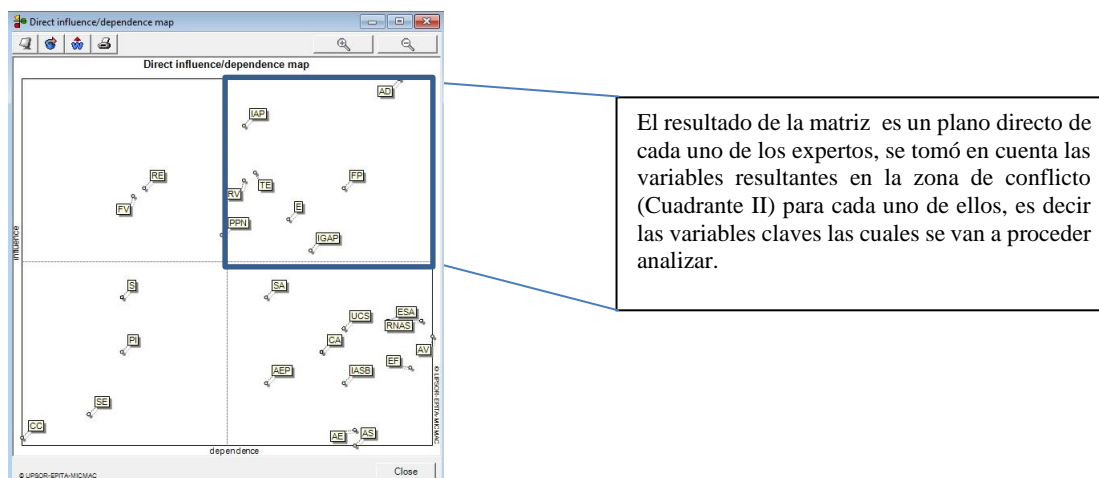 Direct influence/dependence map
Direct influence/dependence map
AD
IAP
RE
FP
TE
RV
FV
E
PPN
IGAP
influence
S
SA
UCS
ESA
RNAS
PI
CA
AV
EF
AEP
IASB
SE
CC
AE
AS
© LIPSOR-EPITA-MICMAC
dependence
© LIPSOR-EPITA-MICMAC
Close
El resultado de la matriz es un plano directo de
cada uno de los expertos, se tomó en cuenta las
variables resultantes en la zona de conflicto
(Cuadrante II) para cada uno de ellos, es decir
las variables claves las cuales se van a proceder
analizar.